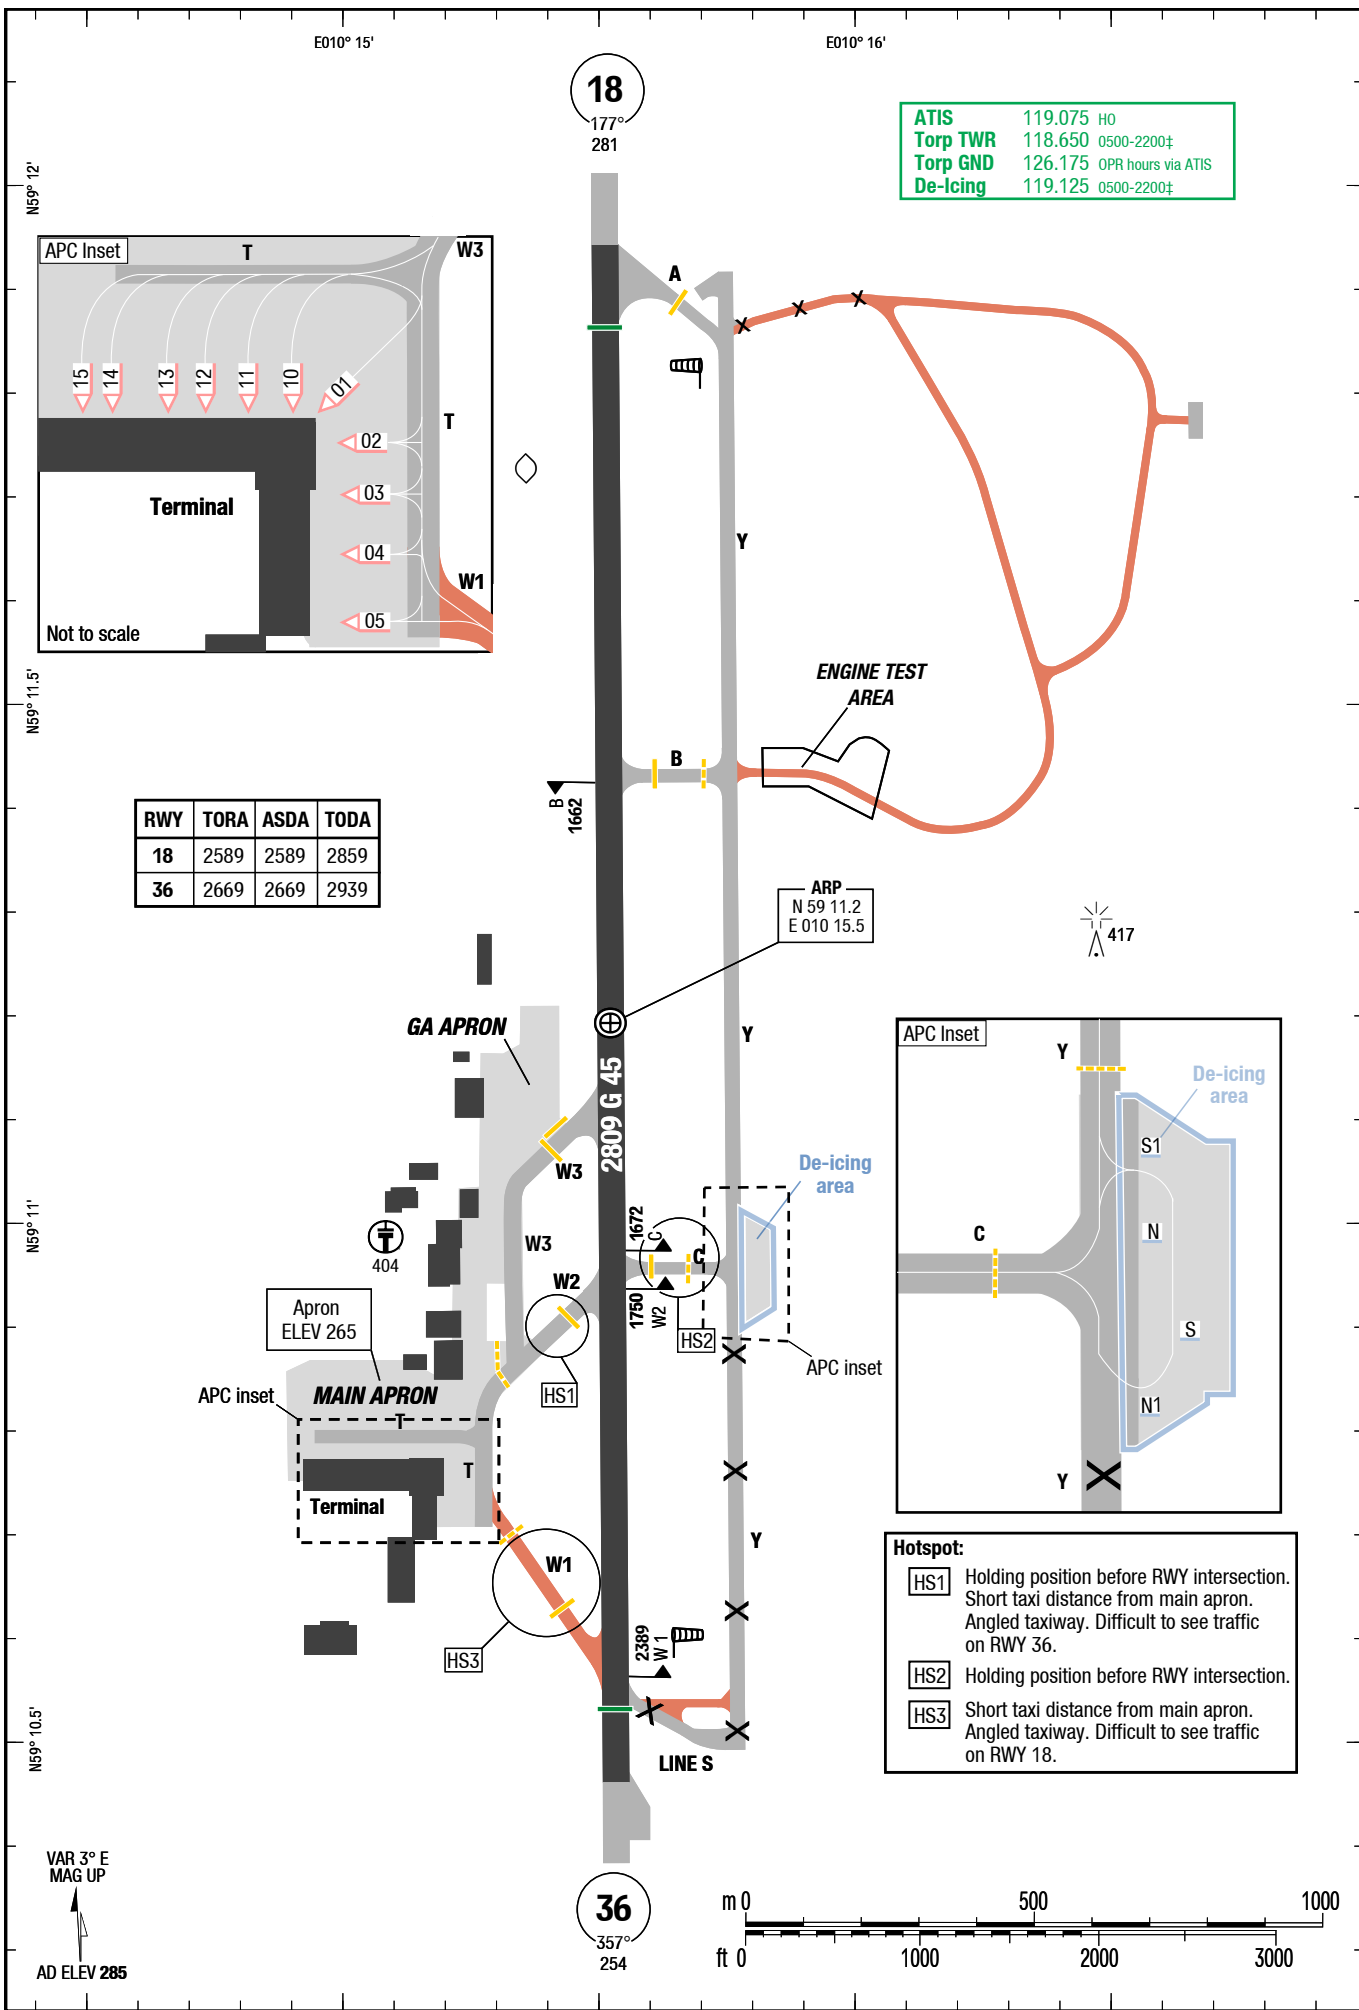 E010° 15'
E010° 16'
18
177°
281
ATIS 119.075 HO
Torp TWR 118.650 0500-2200‡
Torp GND 126.175 OPR hours via ATIS
De-Icing 119.125 0500-2200‡
N59° 12'
APC Inset
T
W3
15
14
13
12
11
10
01
02
03
04
05
T
Terminal
W1
Not to scale
A
Y
N59° 11.5'
ENGINE TEST
AREA
B
B
1662
RWY TORA ASDA TODA
18 2589 2589 2859
36 2669 2669 2939
ARP
N 59 11.2
E 010 15.5
417
GA APRON
2809 G 45
Y
W3
W3
De-icing
area
N59° 11'
404
1672
C
C
W2
1750
W2
HS2
HS1
Apron
ELEV 265
APC inset
APC inset
MAIN APRON
T
T
Terminal
W1
HS3
Y
2389
W 1
N59° 10.5'
LINE S
APC Inset
Y
De-icing
area
S1
N
C
S
N1
Y
Hotspot:
HS1 Holding position before RWY intersection.
Short taxi distance from main apron.
Angled taxiway. Difficult to see traffic
on RWY 36.
HS2 Holding position before RWY intersection.
HS3 Short taxi distance from main apron.
Angled taxiway. Difficult to see traffic
on RWY 18.
VAR 3° E
MAG UP
AD ELEV 285
36
357°
254
m 0 500 1000
ft 0 1000 2000 3000